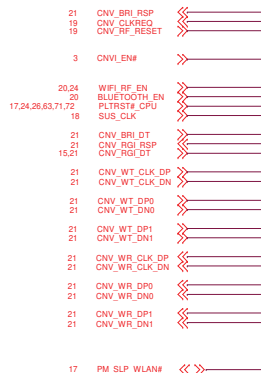 21 CNV_BRI_RSP
19 CNV_CLKREQ
19 CNV_RF_RESET
3 CNVI_EN#
20,24 WIFI_RF_EN
20 BLUETOOTH_EN
17,24,26,63,71,72 PLTRST#_CPU
18 SUS_CLK
21 CNV_BRI_DT
21 CNV_RGI_RSP
15,21 CNV_RGI_DT
21 CNV_WT_CLK_DP
21 CNV_WT_CLK_DN
21 CNV_WT_DP0
21 CNV_WT_DN0
21 CNV_WT_DP1
21 CNV_WT_DN1
21 CNV_WR_CLK_DP
21 CNV_WR_CLK_DN
21 CNV_WR_DP0
21 CNV_WR_DN0
21 CNV_WR_DP1
21 CNV_WR_DN1
17 PM_SLP_WLAN#